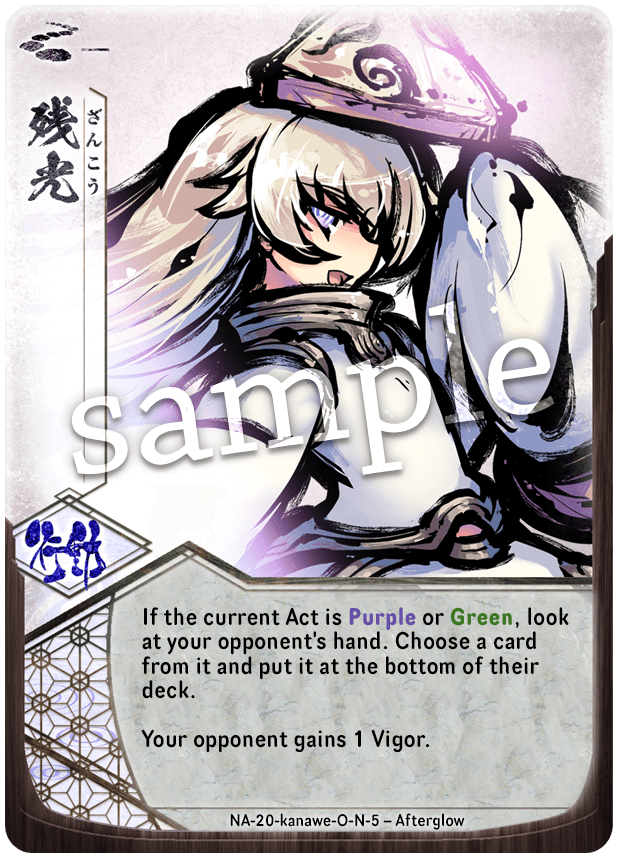 残光
ざんこう
sample
行動
If the current Act is Purple or Green, look
at your opponent's hand. Choose a card
from it and put it at the bottom of their
deck.
Your opponent gains 1 Vigor.
NA-20-kanawe-O-N-5 – Afterglow